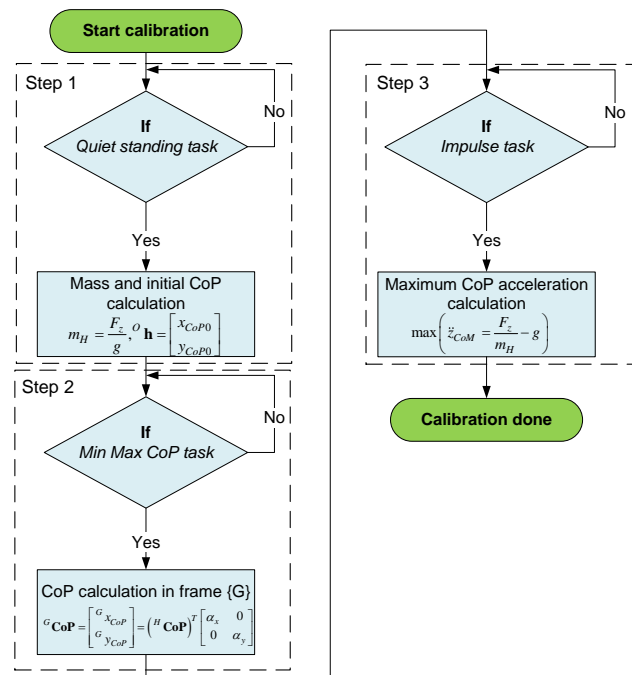 Start calibration
Step 1
If
Quiet standing task
No
Yes
Mass and initial CoP
calculation
m_H = F_z / g, ^O h = [x_CoP0 y_CoP0]
Step 2
If
Min Max CoP task
No
Yes
CoP calculation in frame {G}
^G CoP = [^G x_CoP ^G y_CoP] = (^H CoP)^T [α_x 0 0 α_y]
Step 3
If
Impulse task
No
Yes
Maximum CoP acceleration
calculation
max( z̈_CoM = F_z / m_H − g )
Calibration done